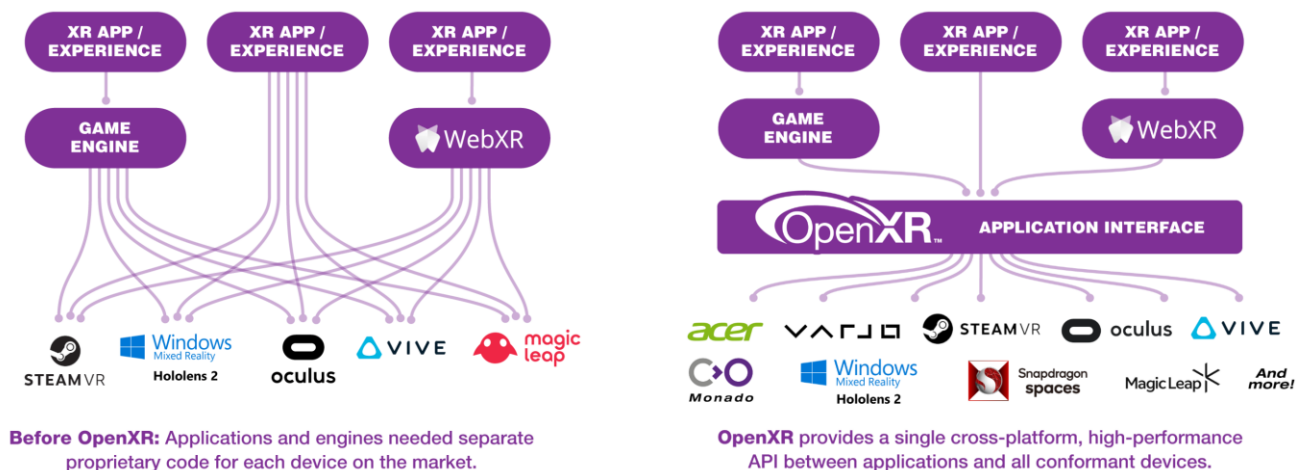 XR APP /
EXPERIENCE
XR APP /
EXPERIENCE
XR APP /
EXPERIENCE
GAME
ENGINE
WebXR
STEAMVR
Windows
Mixed Reality
Hololens 2
oculus
VIVE
magic
leap
Before OpenXR: Applications and engines needed separate
proprietary code for each device on the market.
XR APP /
EXPERIENCE
XR APP /
EXPERIENCE
XR APP /
EXPERIENCE
GAME
ENGINE
WebXR
OpenXR™ APPLICATION INTERFACE
acer
VARJO
STEAMVR
oculus
VIVE
Monado
Windows
Mixed Reality
Hololens 2
Snapdragon
spaces
Magic Leap
And
more!
OpenXR provides a single cross-platform, high-performance
API between applications and all conformant devices.